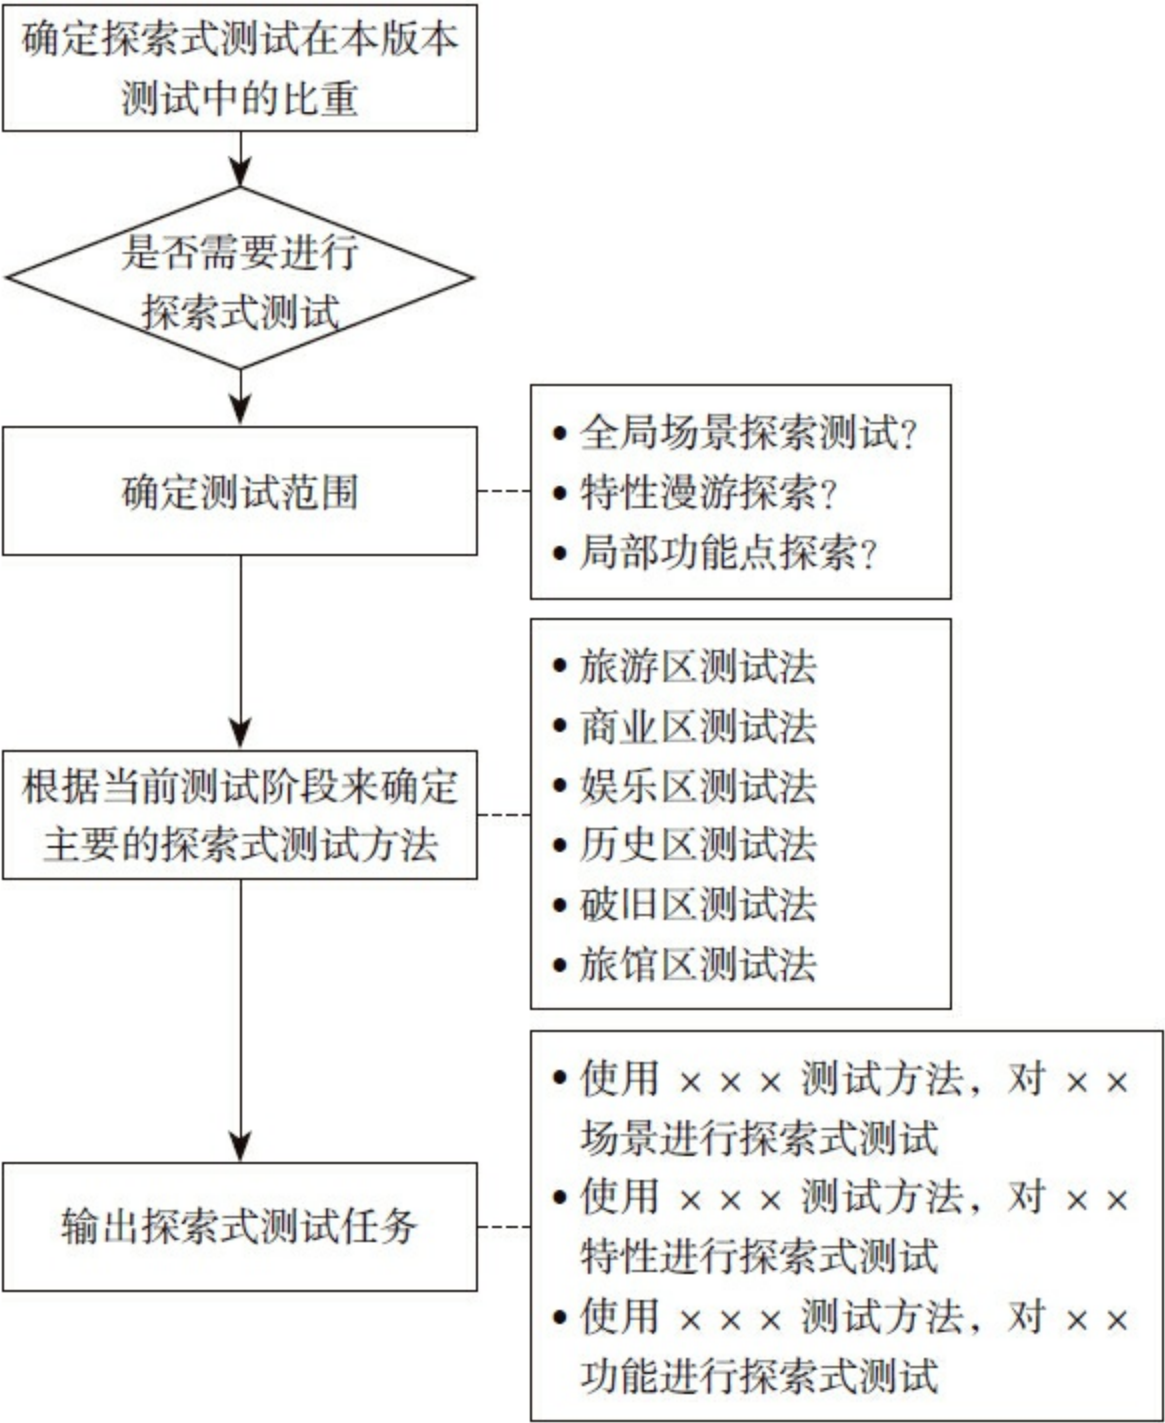 确定探索式测试在本版本
测试中的比重
是否需要进行
探索式测试
确定测试范围
• 全局场景探索测试？
• 特性漫游探索？
• 局部功能点探索？
根据当前测试阶段来确定
主要的探索式测试方法
• 旅游区测试法
• 商业区测试法
• 娱乐区测试法
• 历史区测试法
• 破旧区测试法
• 旅馆区测试法
输出探索式测试任务
• 使用 × × × 测试方法，对 × ×
场景进行探索式测试
• 使用 × × × 测试方法，对 × ×
特性进行探索式测试
• 使用 × × × 测试方法，对 × ×
功能进行探索式测试